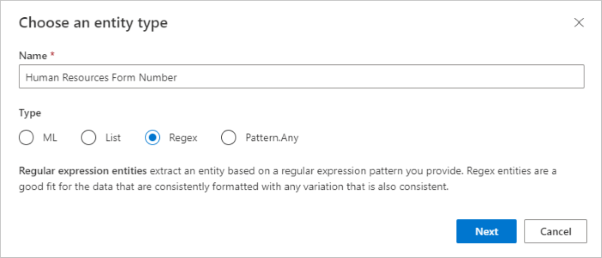 Choose an entity type
Name *
Human Resources Form Number
Type
ML List Regex Pattern.Any
Regular expression entities extract an entity based on a regular expression pattern you provide. Regex entities are a
good fit for the data that are consistently formatted with any variation that is also consistent.
Next Cancel